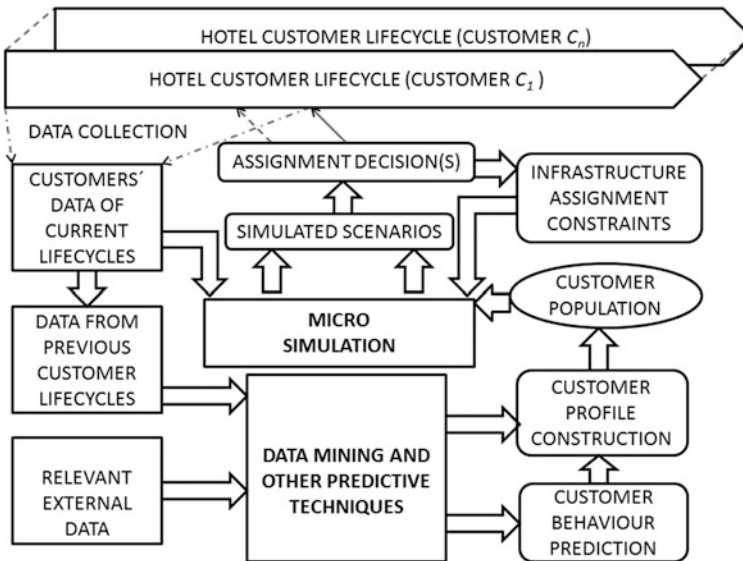 HOTEL CUSTOMER LIFECYCLE (CUSTOMER Cn)
HOTEL CUSTOMER LIFECYCLE (CUSTOMER C1 )
DATA COLLECTION
ASSIGNMENT DECISION(S)
INFRASTRUCTURE
ASSIGNMENT
CONSTRAINTS
CUSTOMERS´
DATA OF
CURRENT
LIFECYCLES
SIMULATED SCENARIOS
CUSTOMER
POPULATION
MICRO
SIMULATION
DATA FROM
PREVIOUS
CUSTOMER
LIFECYCLES
CUSTOMER
PROFILE
CONSTRUCTION
DATA MINING AND
OTHER PREDICTIVE
TECHNIQUES
RELEVANT
EXTERNAL
DATA
CUSTOMER
BEHAVIOUR
PREDICTION